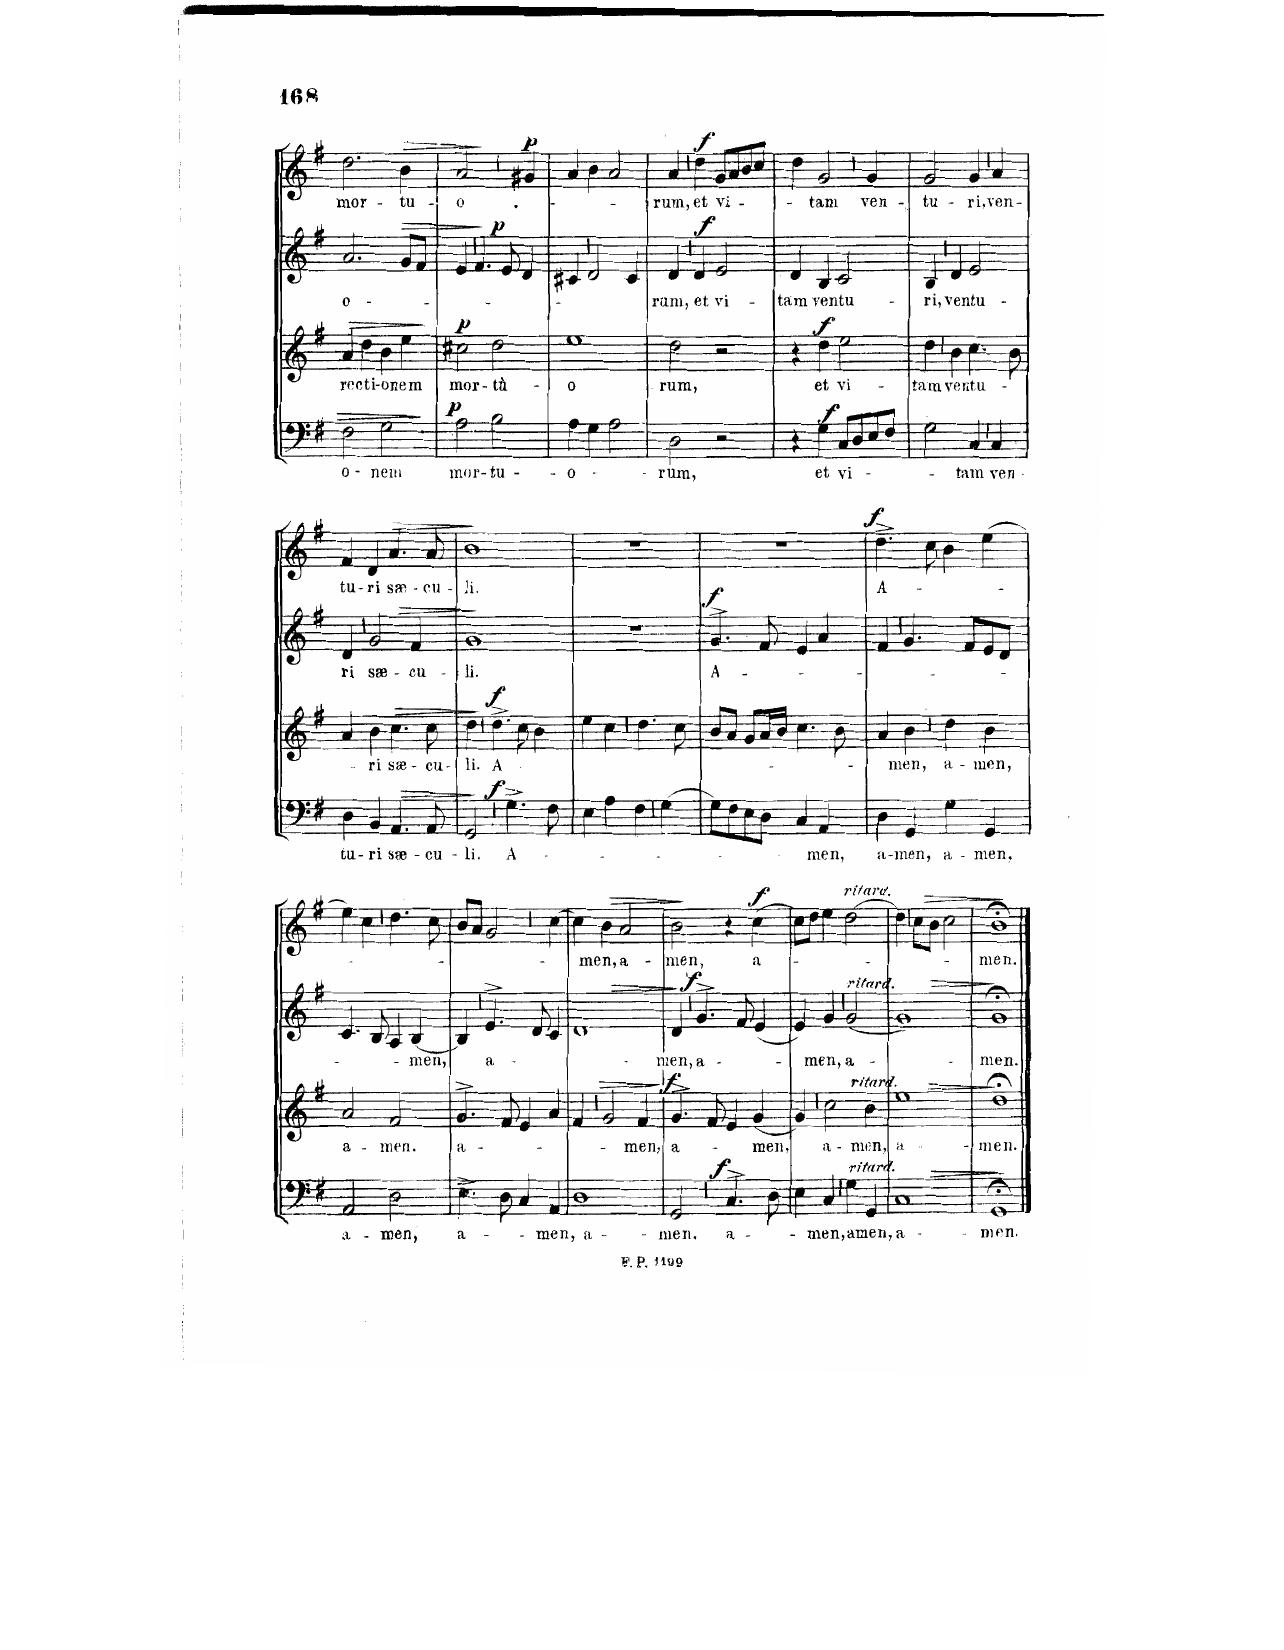 168
p f
mor - tu - o - - - rum, et vi - - tam ven - tu - ri, ven -
p f
o - - - - - rum, et vi - tam ventu - ri, ventu -
p f
recti-onem mor - tù - o rum, et vi - tam ventu -
p f
o - nem mor - tu - - o - - rum, et vi - - tam ven -
f
tu - ri sæ - cu - li. A - - -
f
ri sæ - cu - li. A - - - -
f
- ri sæ - cu - li. A - - - men, a - men,
f
tu - ri sæ - cu - li. A - - - - men, a-men, a - men,
f ritard.
- - - - - men, a - men, a - - - - men.
f ritard.
- - men, a - - men, a - - men, a - - men.
f ritard.
a - men. a - - - men, a - men, a - men, a - - men.
f ritard.
a - men, a - - men, a - - men. a - - men, amen, a - - men.
F. P. 1199